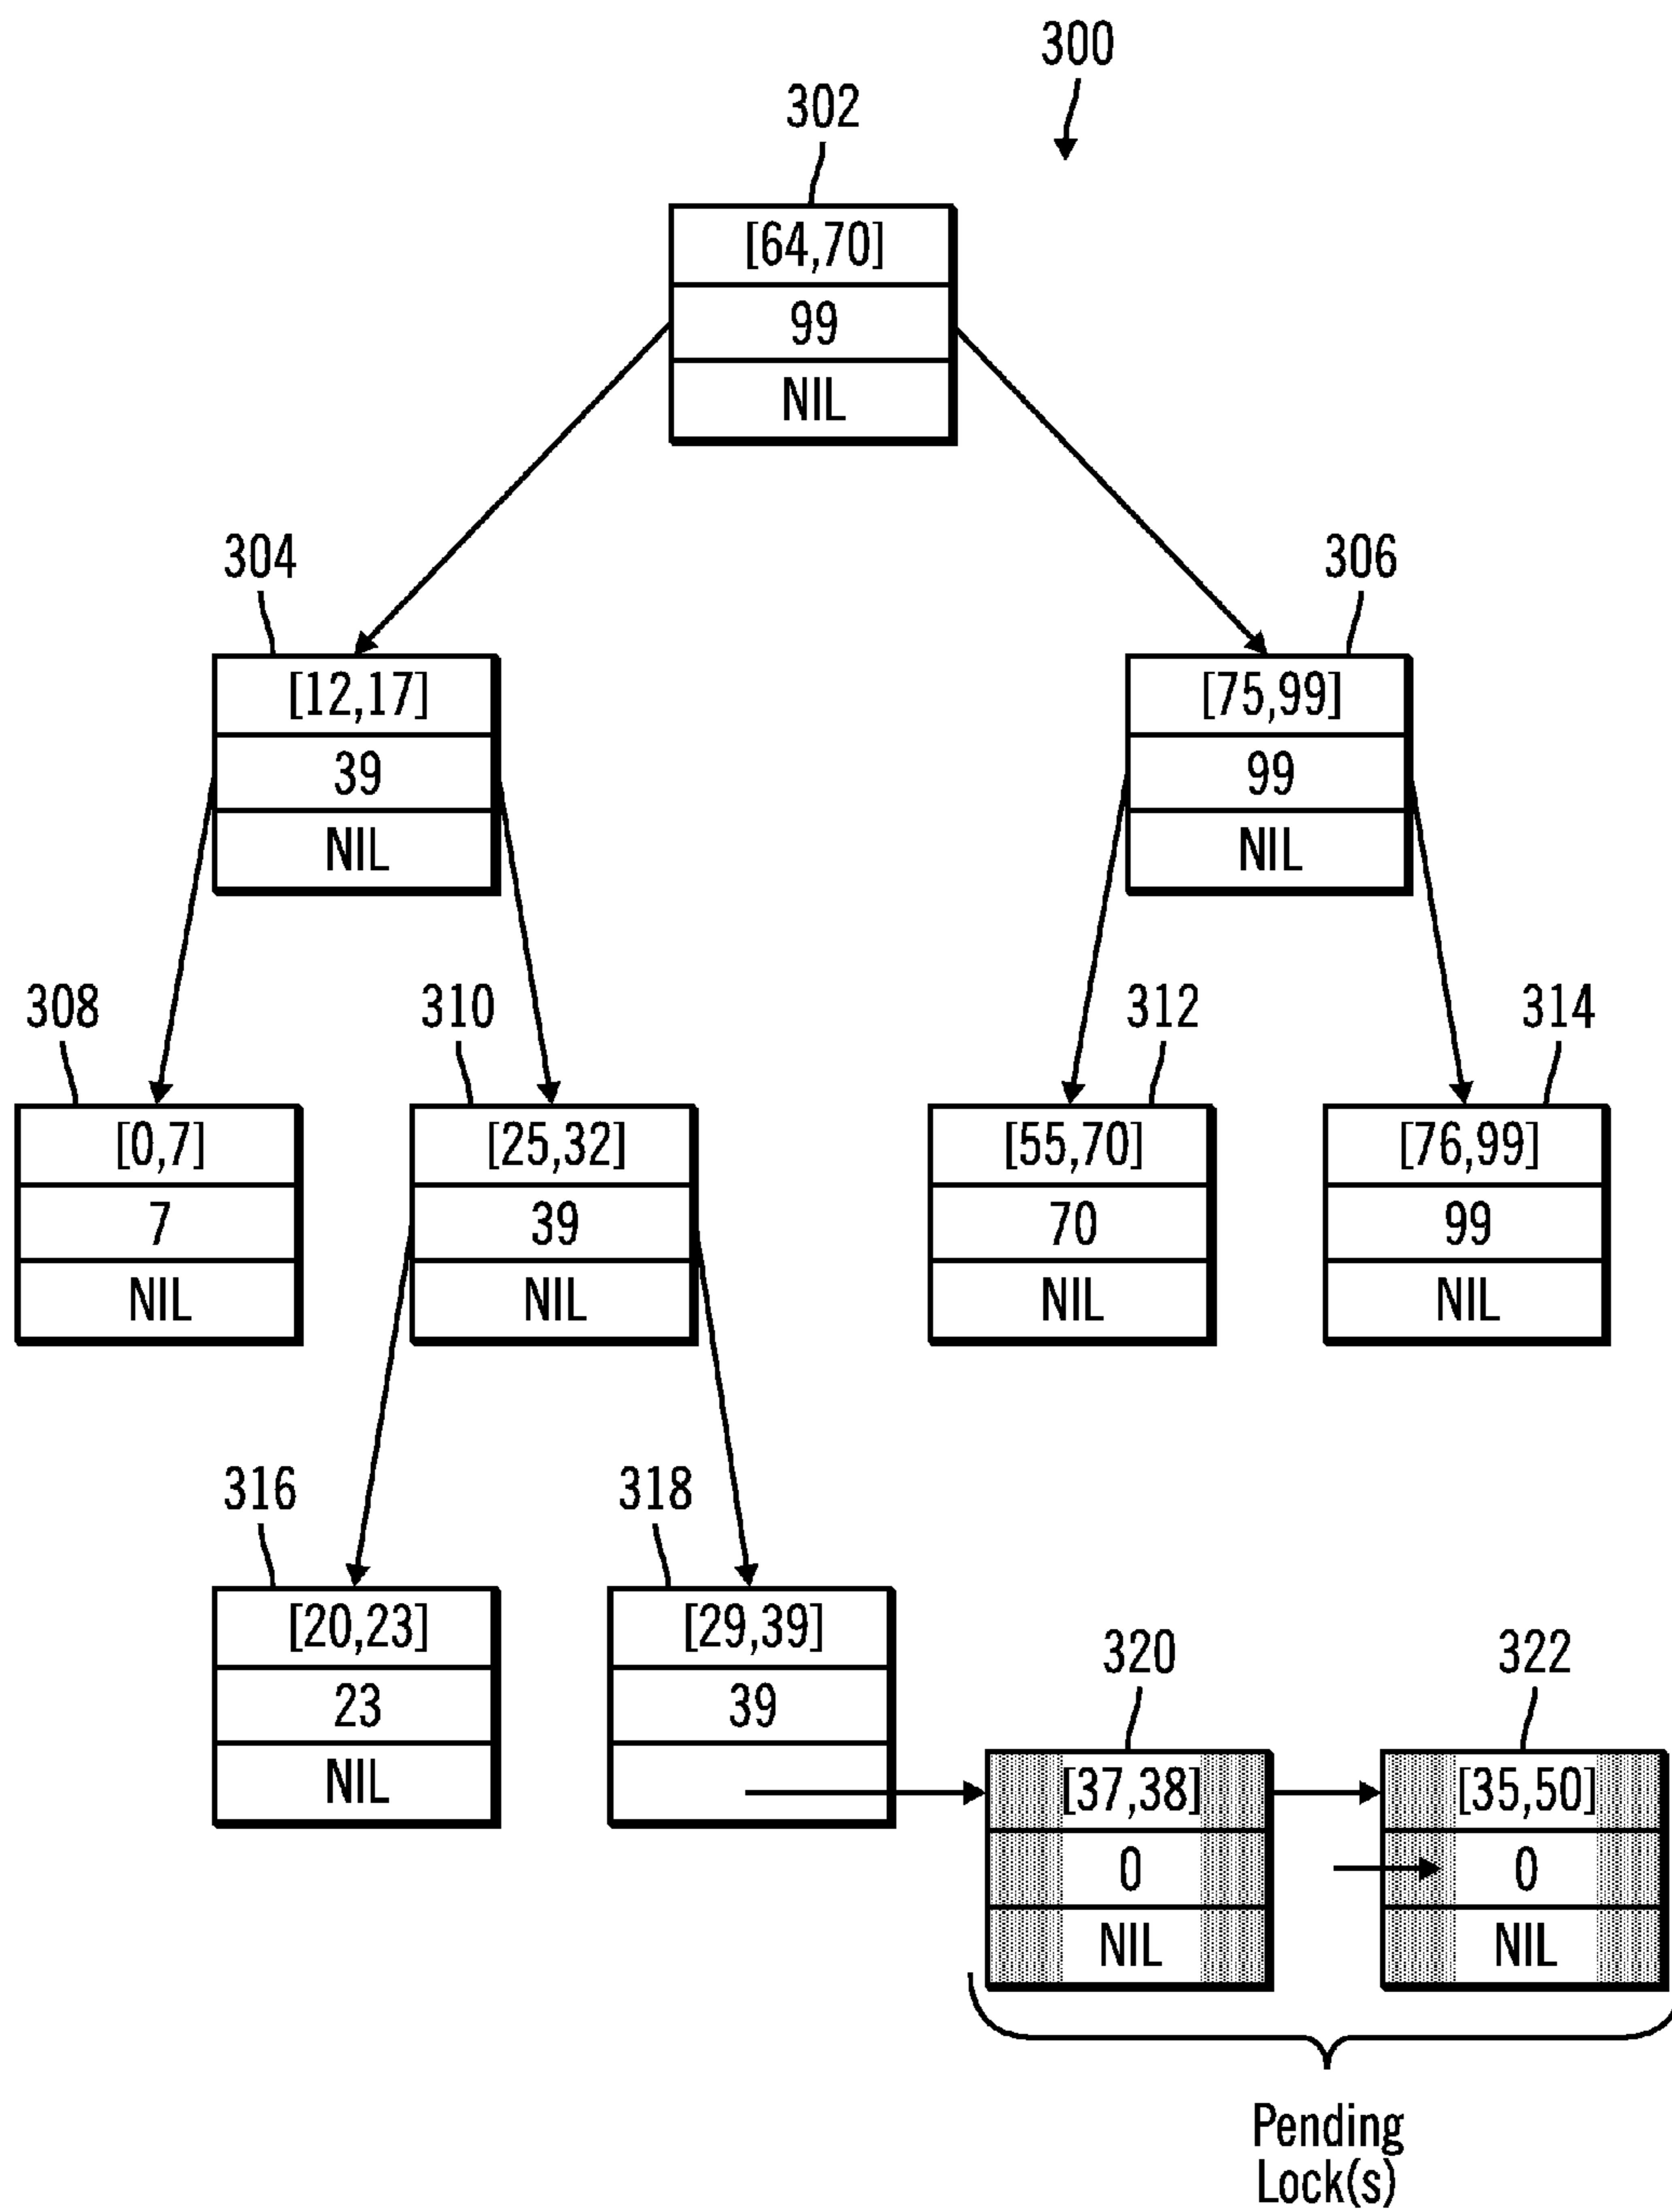 300
302
[64,70]
99
NIL
304
306
[12,17]
39
NIL
[75,99]
99
NIL
308
310
312
314
[0,7]
7
NIL
[25,32]
39
NIL
[55,70]
70
NIL
[76,99]
99
NIL
316
318
[20,23]
23
NIL
[29,39]
39
320
322
[37,38]
0
NIL
[35,50]
0
NIL
Pending
Lock(s)